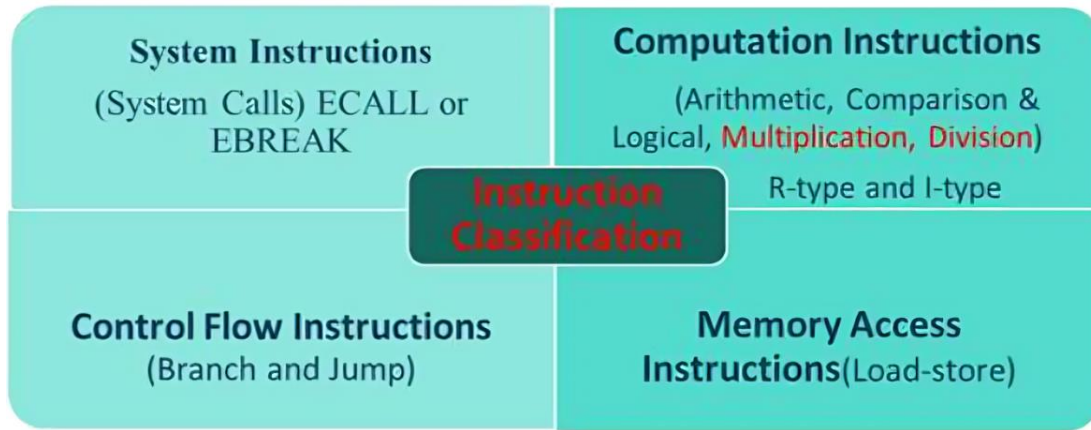 System Instructions
(System Calls) ECALL or
EBREAK
Computation Instructions
(Arithmetic, Comparison &
Logical, Multiplication, Division)
R-type and I-type
Instruction
Classification
Control Flow Instructions
(Branch and Jump)
Memory Access
Instructions(Load-store)